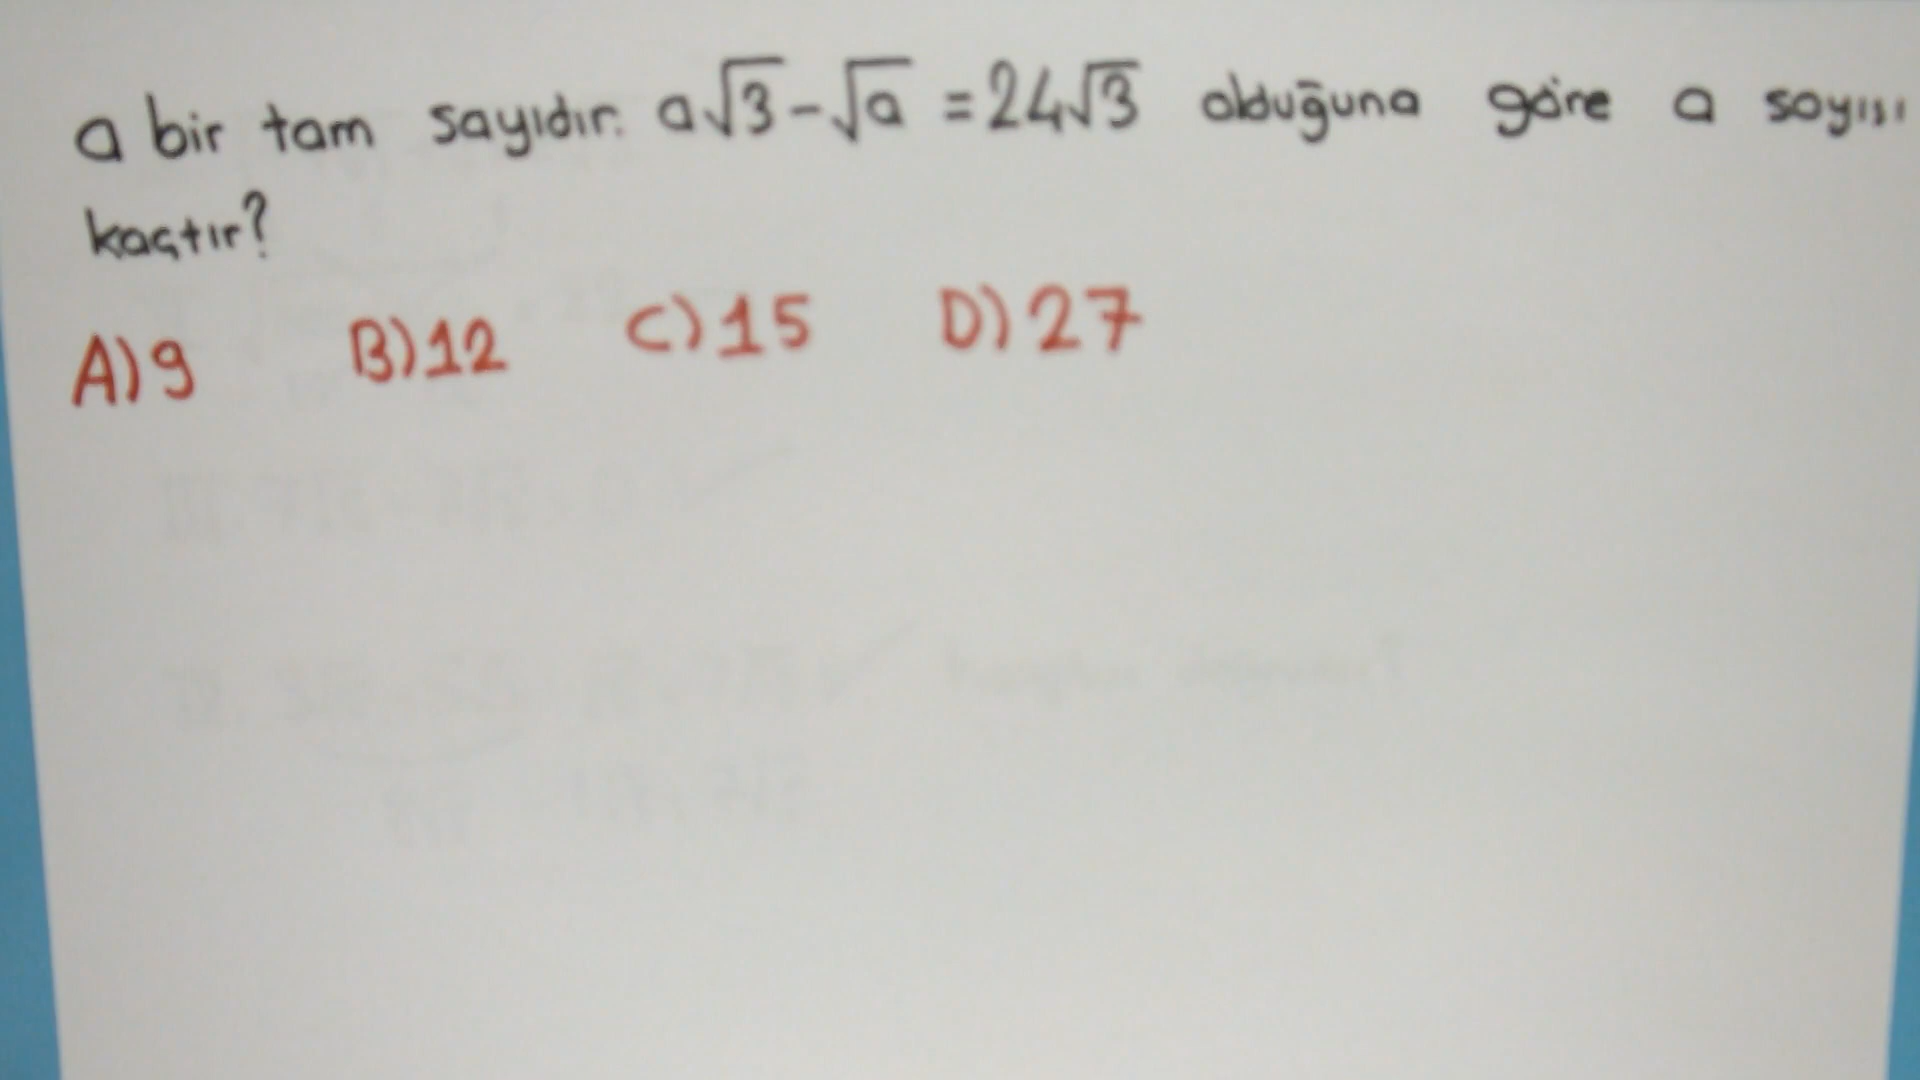 a bir tam sayıdır. a√3-√a = 24√3 olduğuna göre a sayısı
kaçtır?
A)9 B)12 C)15 D)27